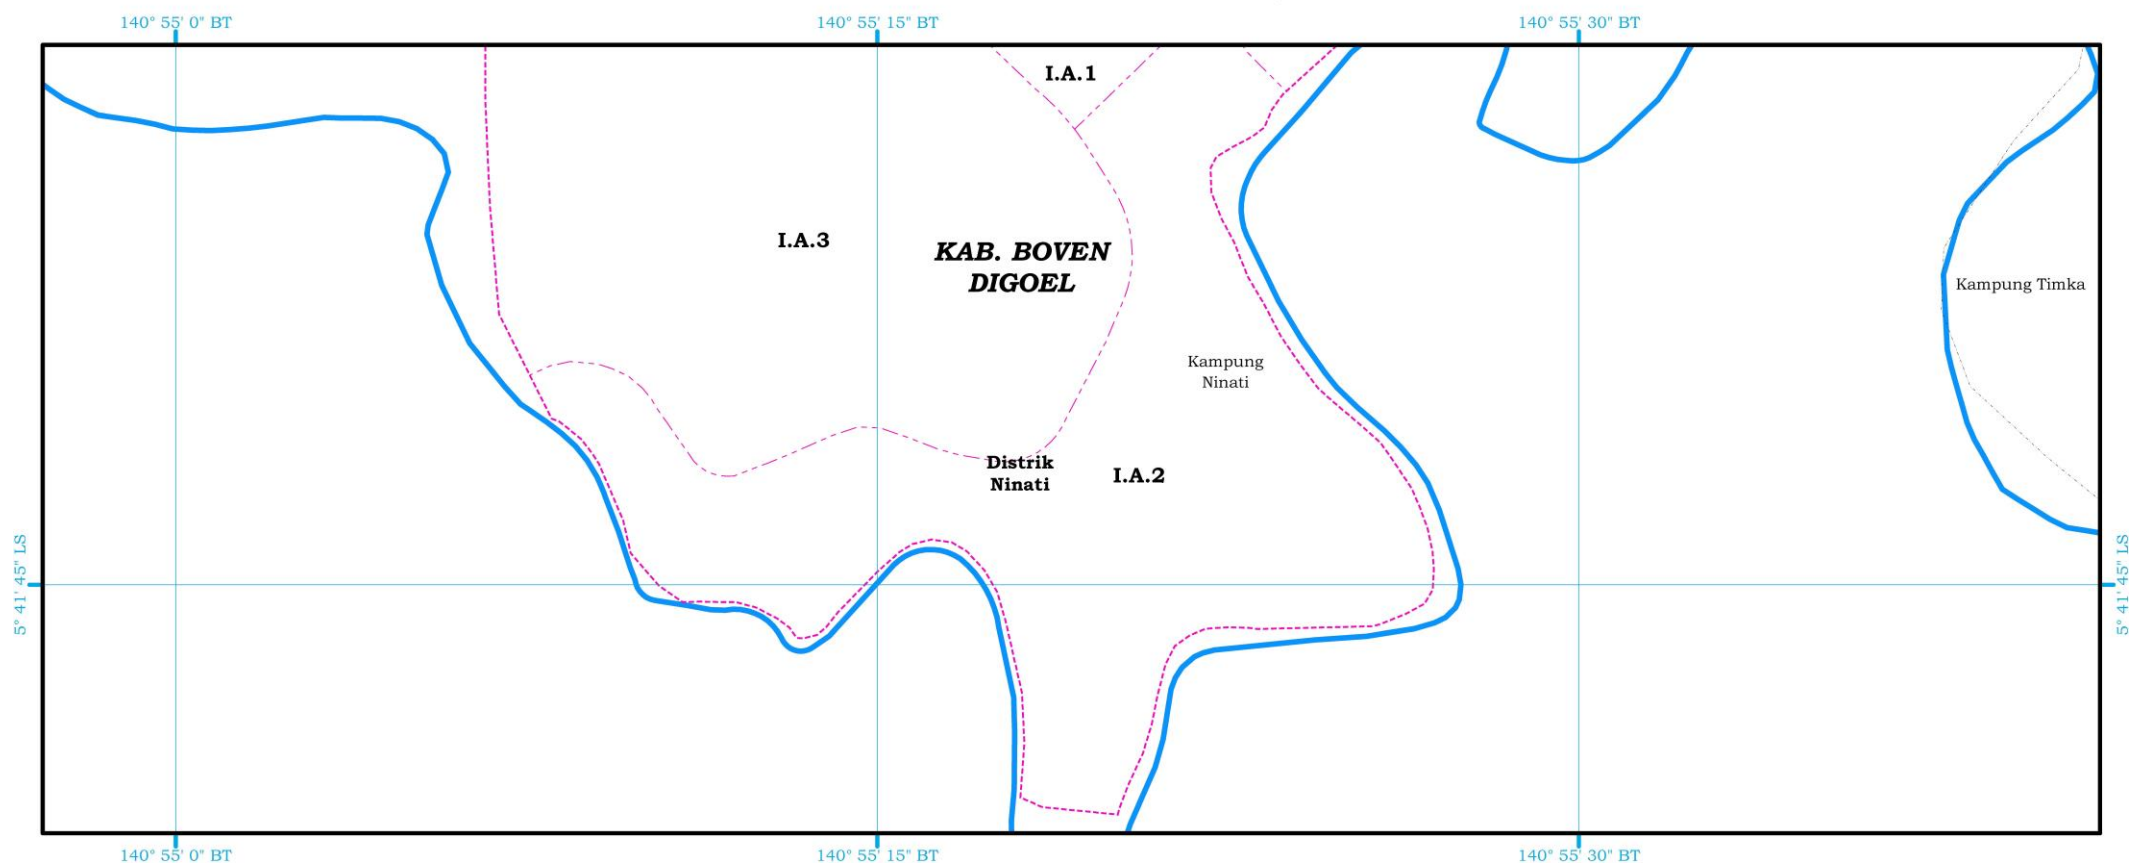 140° 55' 0" BT
140° 55' 15" BT
140° 55' 30" BT
I.A.1
I.A.3
KAB. BOVEN
DIGOEL
Kampung Timka
Kampung
Ninati
Distrik
Ninati
I.A.2
5° 41' 45" LS
5° 41' 45" LS
140° 55' 0" BT
140° 55' 15" BT
140° 55' 30" BT